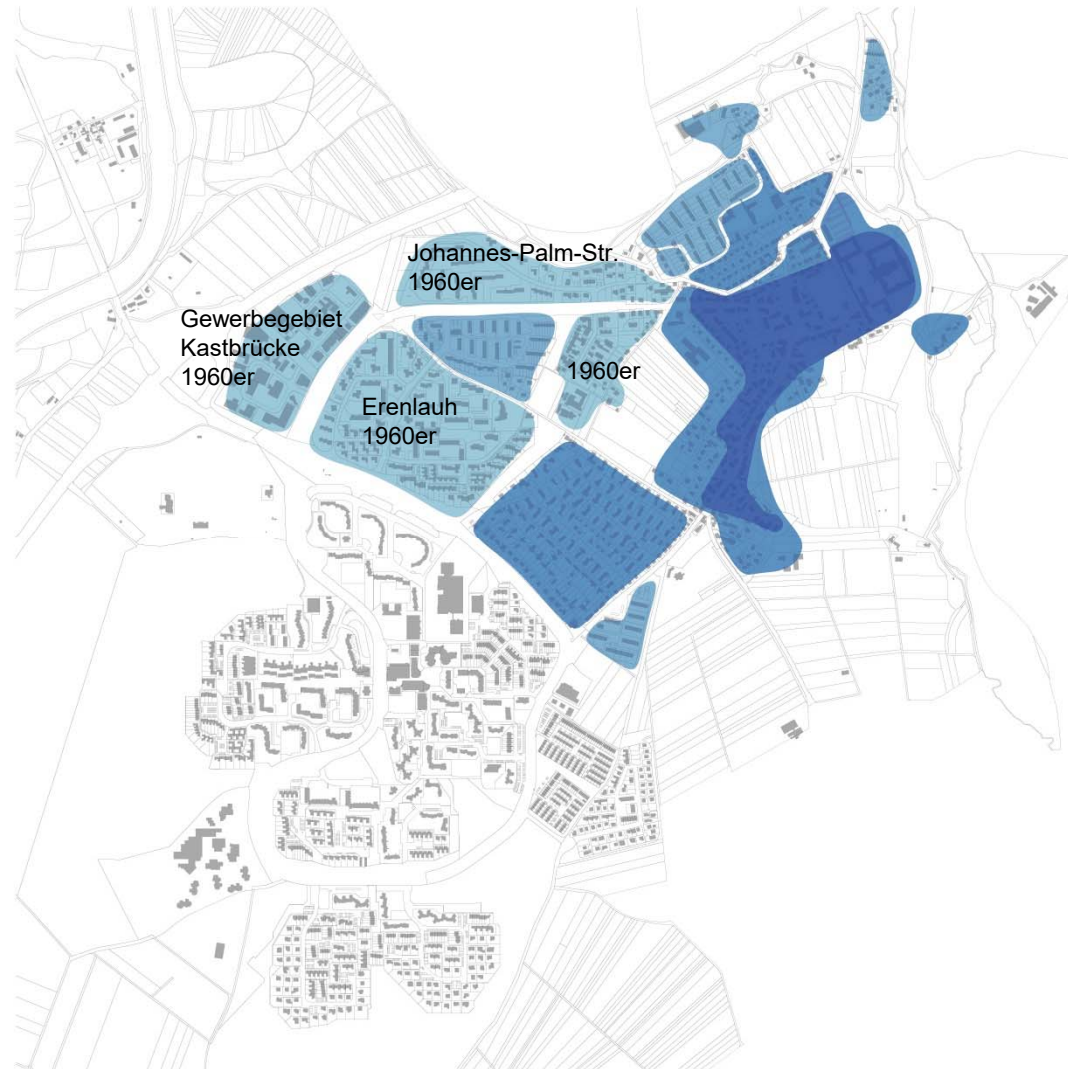 Johannes-Palm-Str.
1960er
Gewerbegebiet
Kastbrücke
1960er
1960er
Erenlauh
1960er